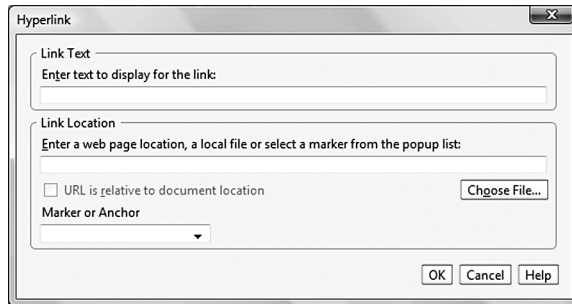 Hyperlink
Link Text
Enter text to display for the link:
Link Location
Enter a web page location, a local file or select a marker from the popup list:
URL is relative to document location
Choose File...
Marker or Anchor
OK Cancel Help